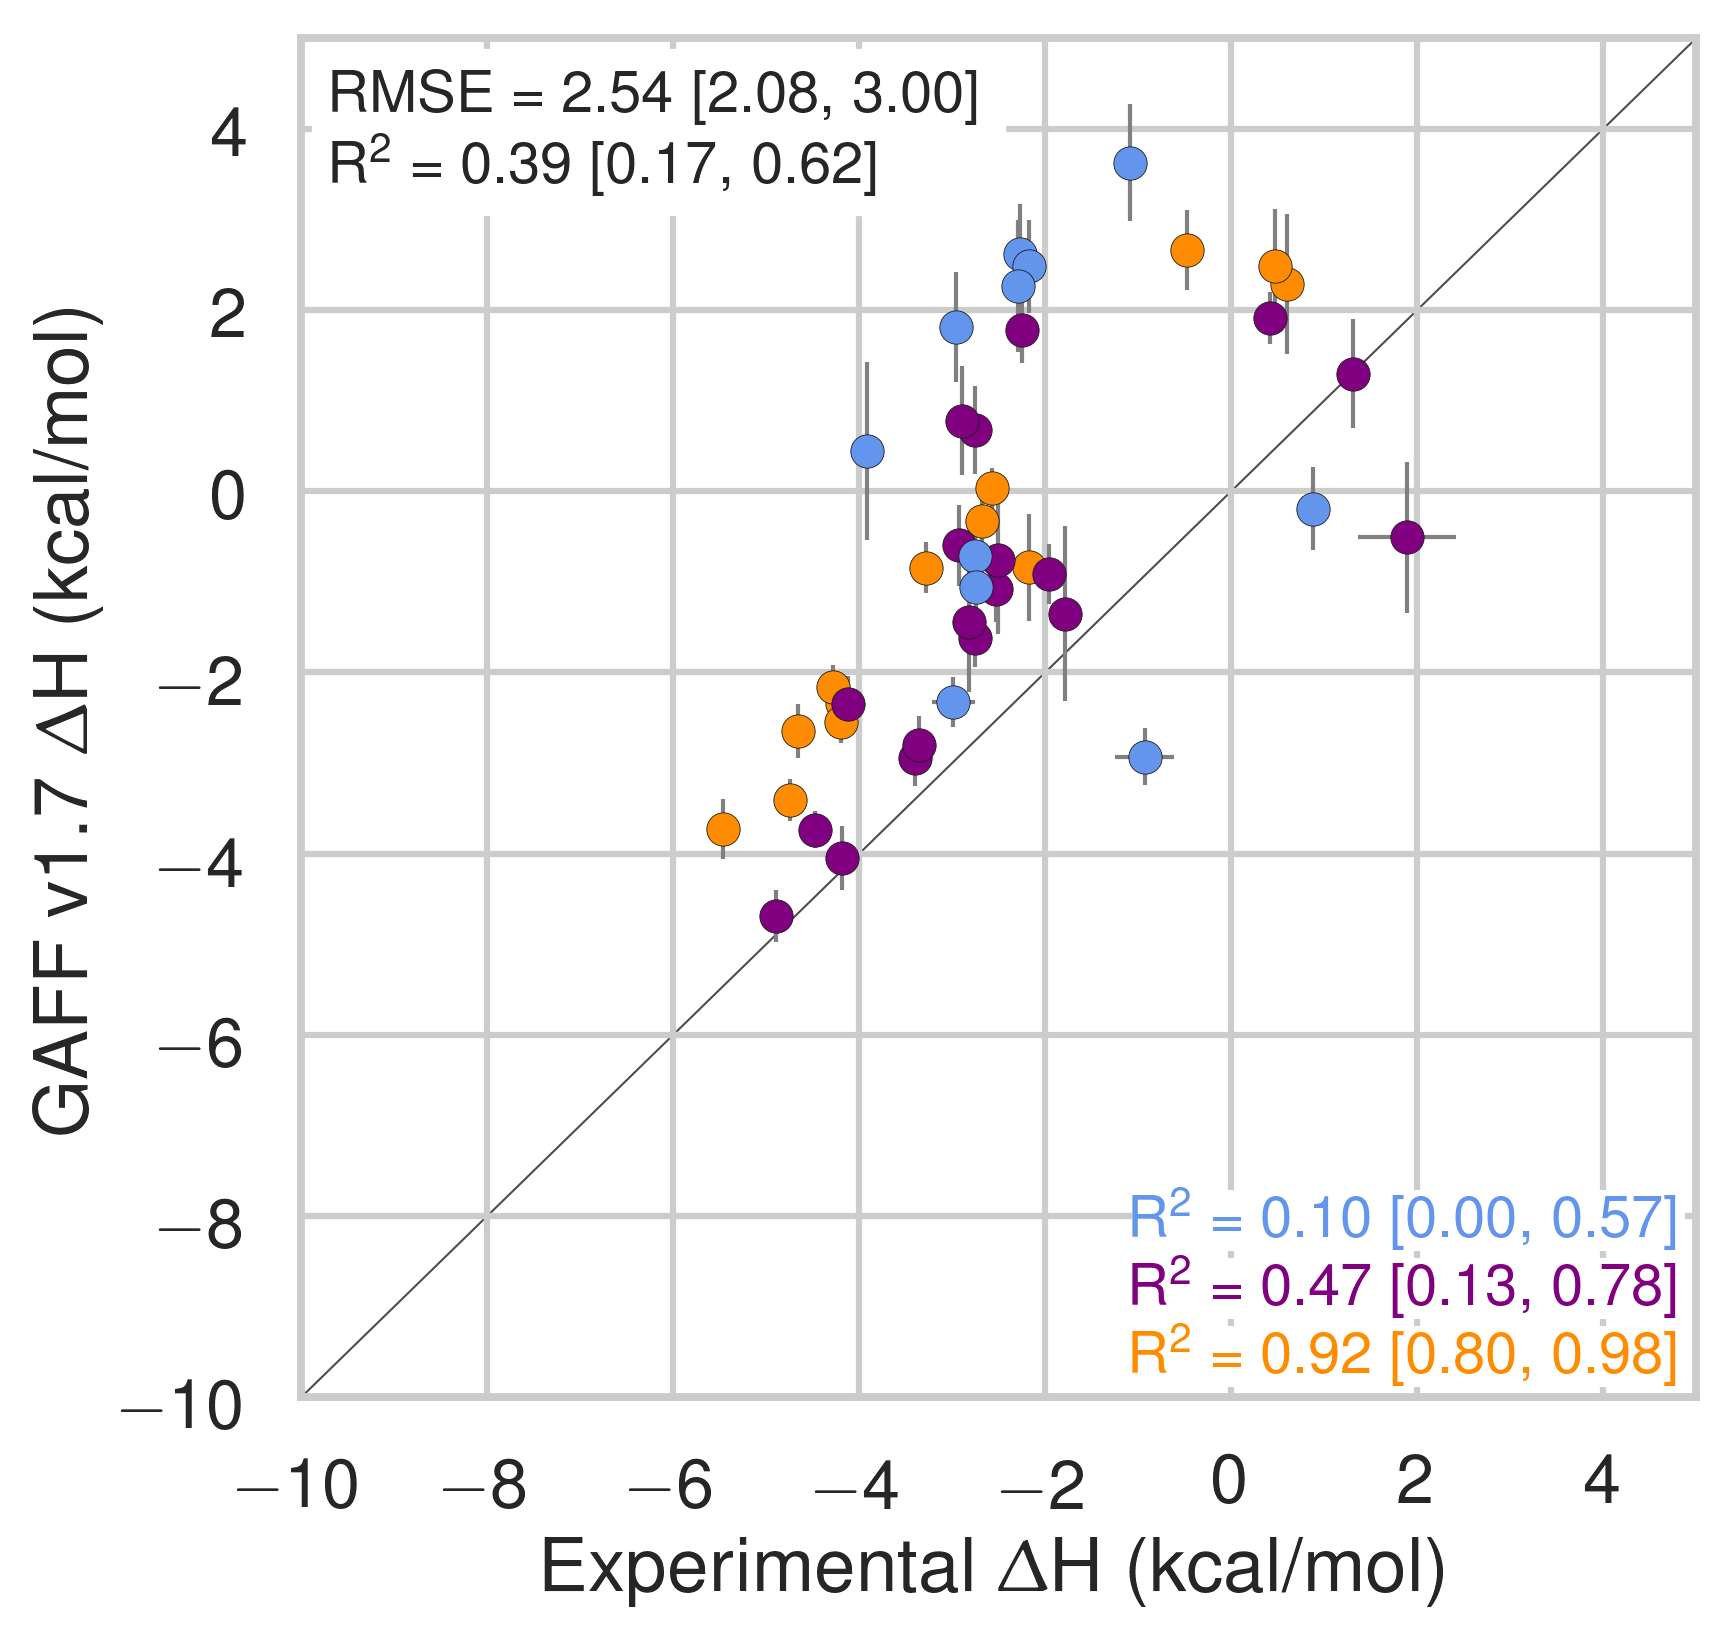 RMSE = 2.54 [2.08, 3.00]
R² = 0.39 [0.17, 0.62]
4
2
0
−2
−4
−6
−8
−10
GAFF v1.7 ΔH (kcal/mol)
R² = 0.10 [0.00, 0.57]
R² = 0.47 [0.13, 0.78]
R² = 0.92 [0.80, 0.98]
−10 −8 −6 −4 −2 0 2 4
Experimental ΔH (kcal/mol)